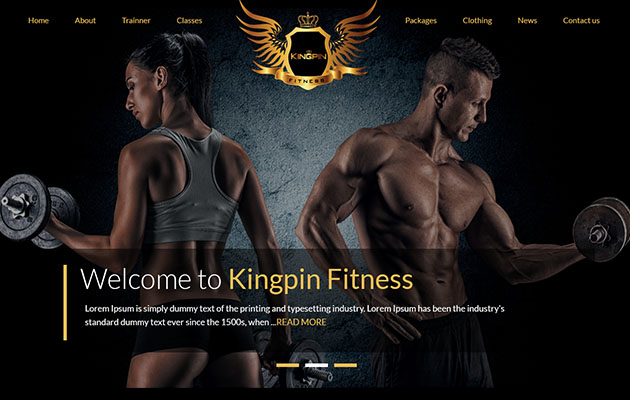 Home About Trainner Classes Packages Clothing News Contact us
KINGPIN
FITNESS
Welcome to Kingpin Fitness
Lorem Ipsum is simply dummy text of the printing and typesetting industry. Lorem Ipsum has been the industry's
standard dummy text ever since the 1500s, when ...READ MORE